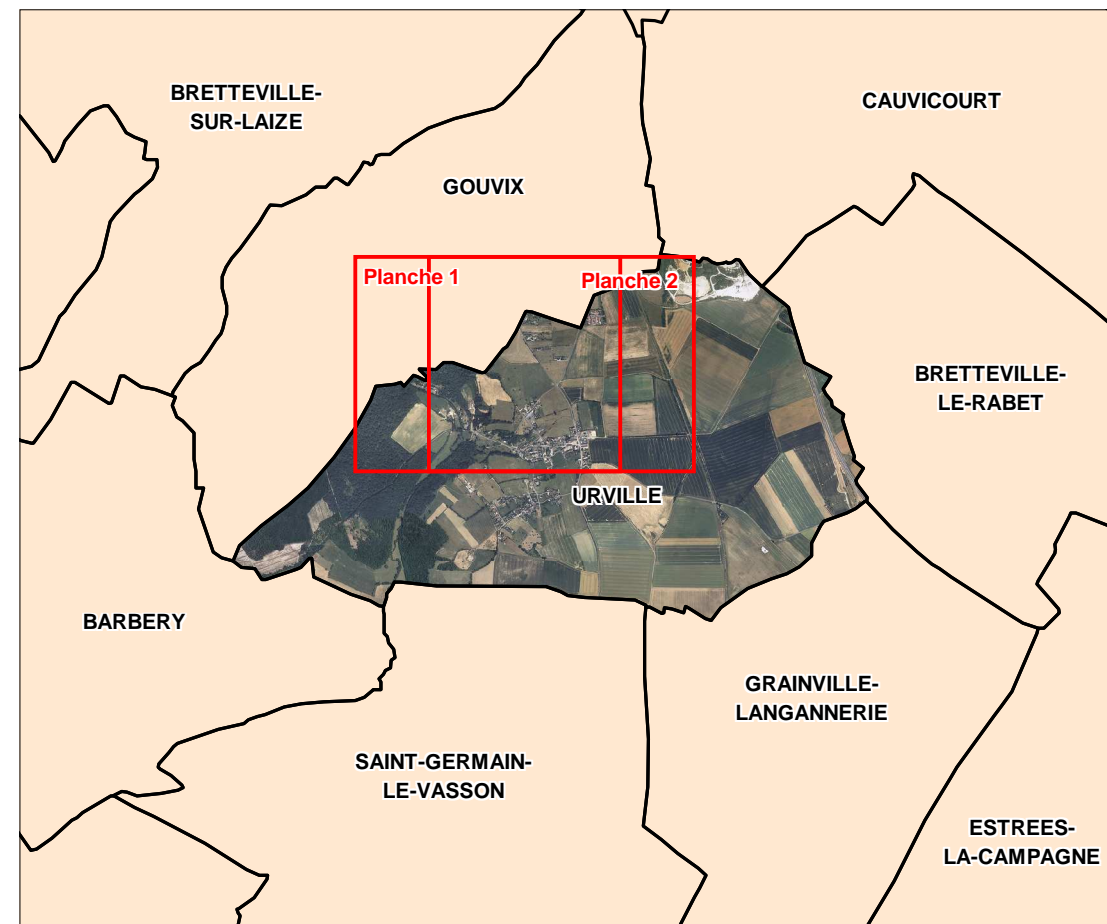 BRETTEVILLE-
SUR-LAIZE
CAUVICOURT
GOUVIX
Planche 1
Planche 2
BRETTEVILLE-
LE-RABET
URVILLE
BARBERY
GRAINVILLE-
LANGANNERIE
SAINT-GERMAIN-
LE-VASSON
ESTREES-
LA-CAMPAGNE